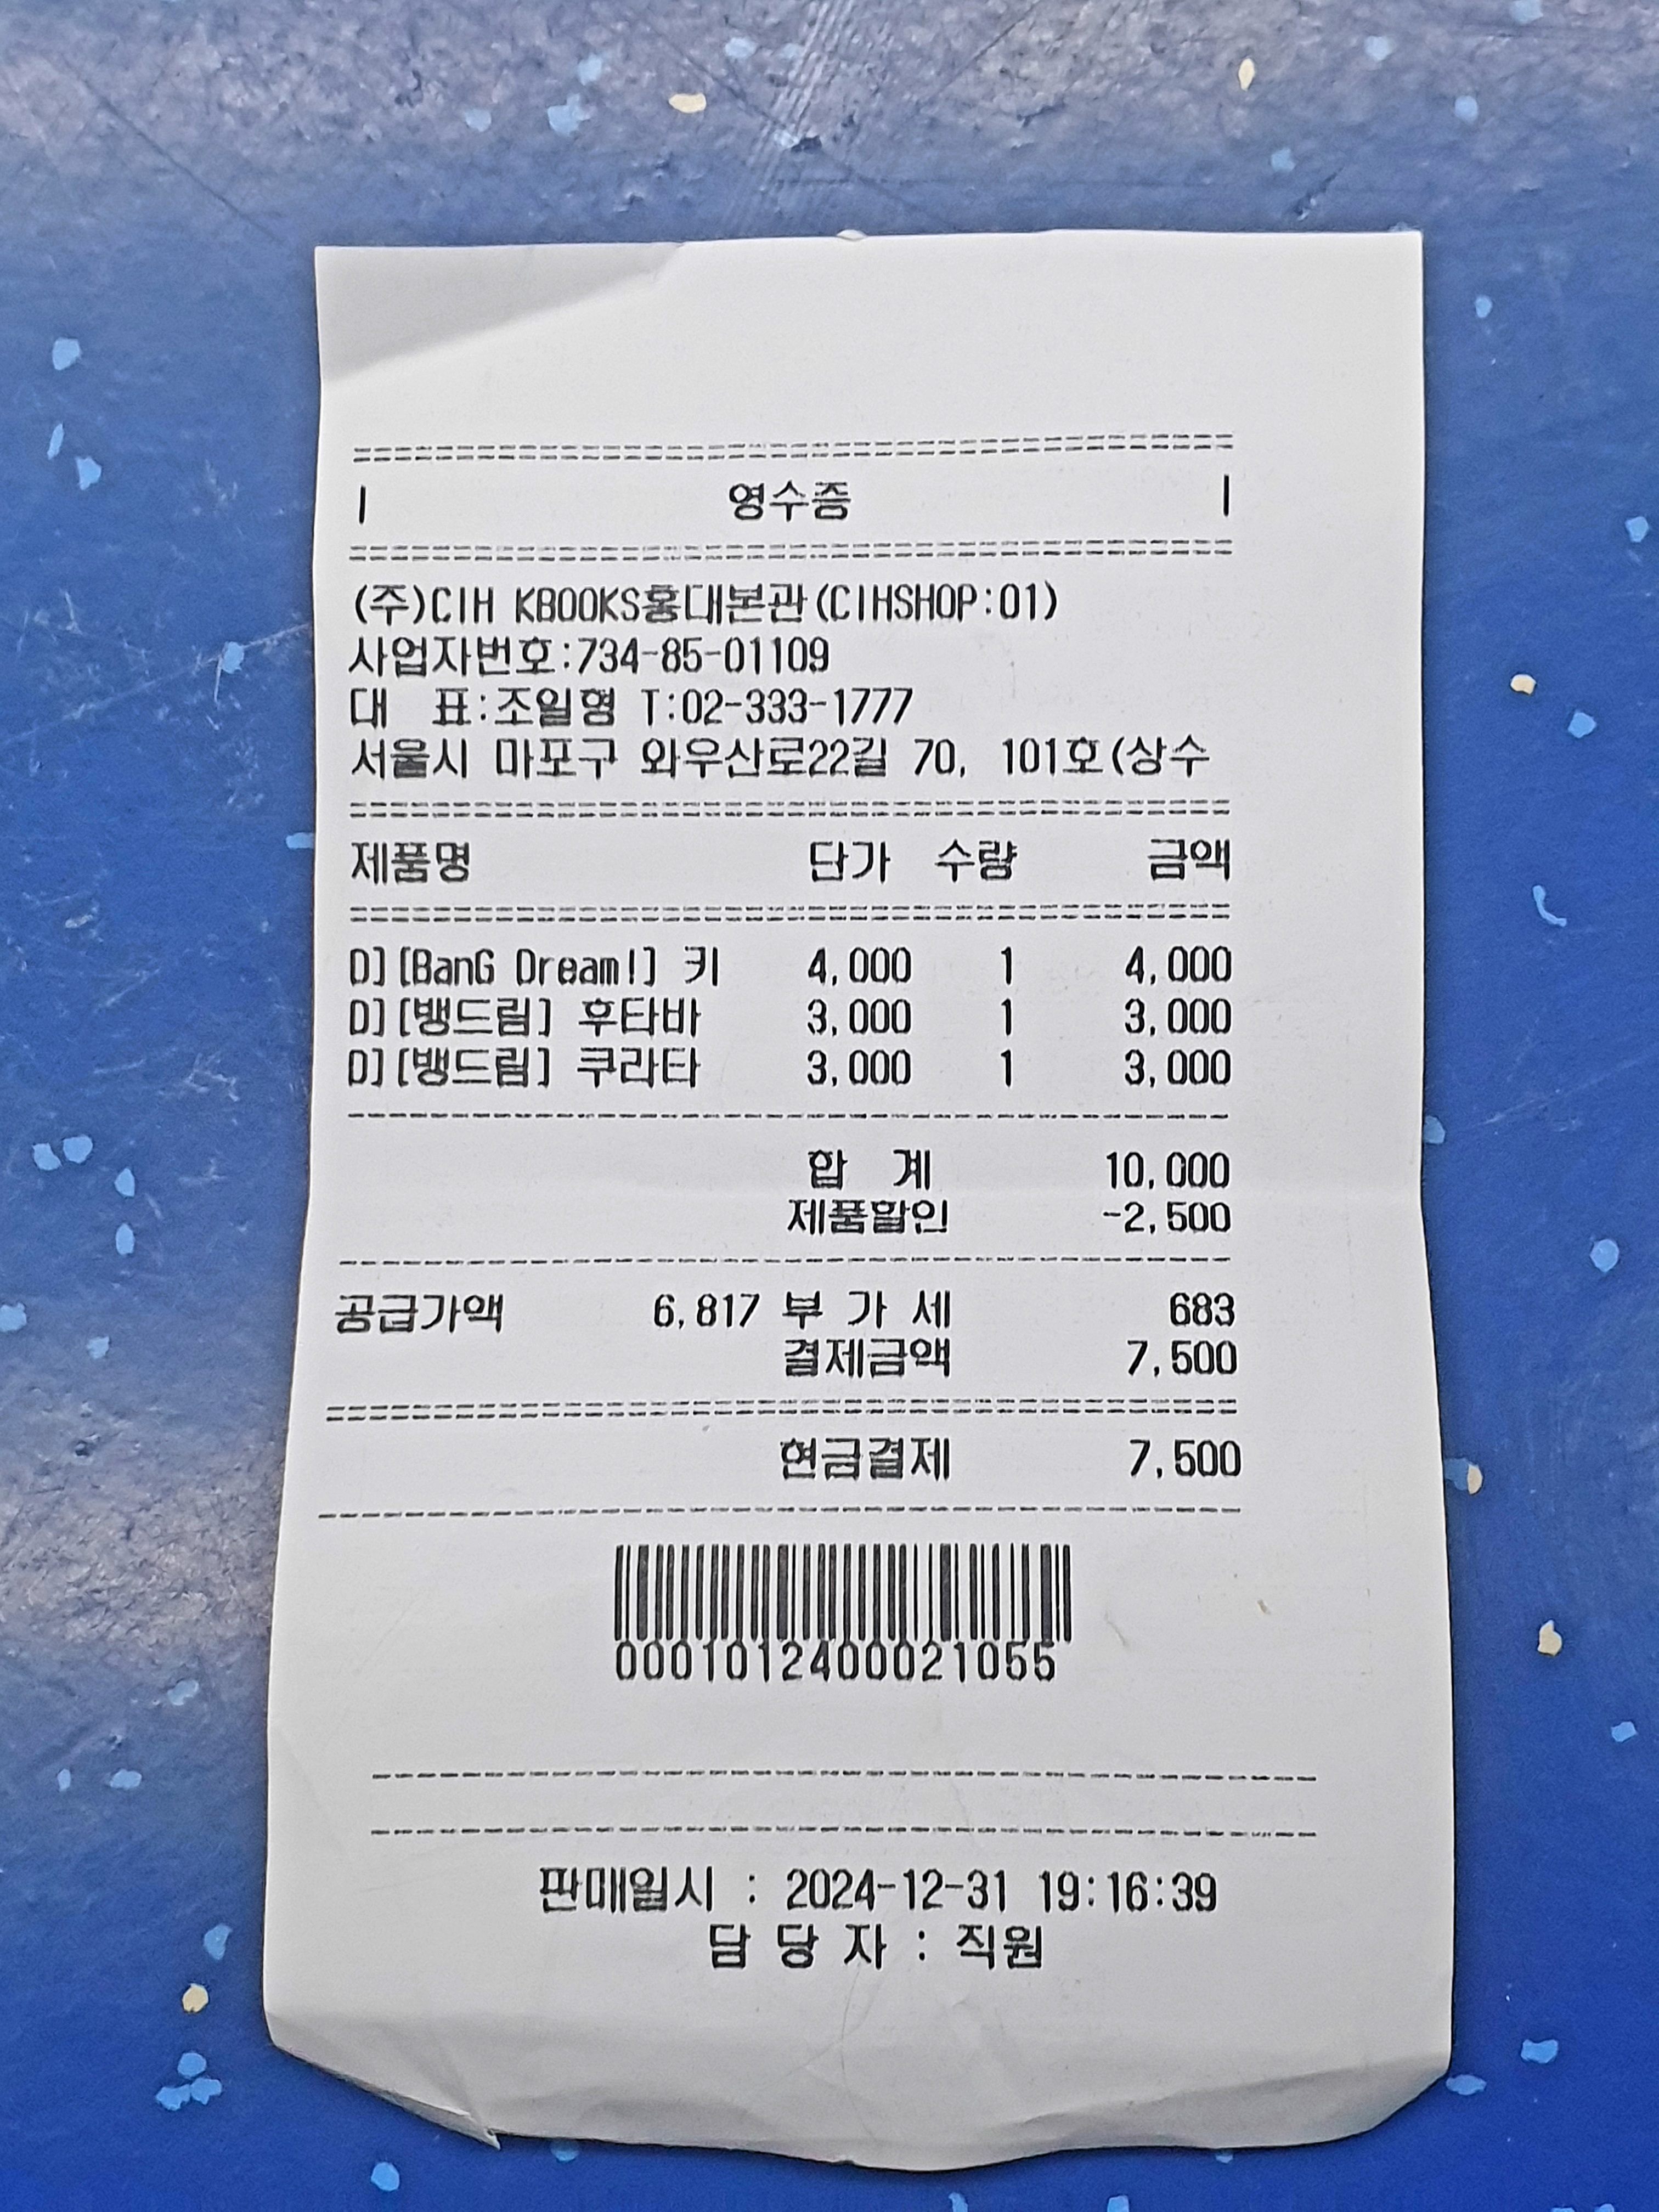 영수증
(주)CIH KBOOKS홍대본관(CIHSHOP:01)
사업자번호:734-85-01109
대 표:조일형 T:02-333-1777
서울시 마포구 와우산로22길 70, 101호(상수
제품명 단가 수량 금액
D][BanG Dream!] 키 4,000 1 4,000
D][뱅드림] 후타바 3,000 1 3,000
D][뱅드림] 쿠라타 3,000 1 3,000
합 계 10,000
제품할인 -2,500
공급가액 6,817 부 가 세 683
결제금액 7,500
현금결제 7,500
0001012400021055
판매일시 : 2024-12-31 19:16:39
담 당 자 : 직원